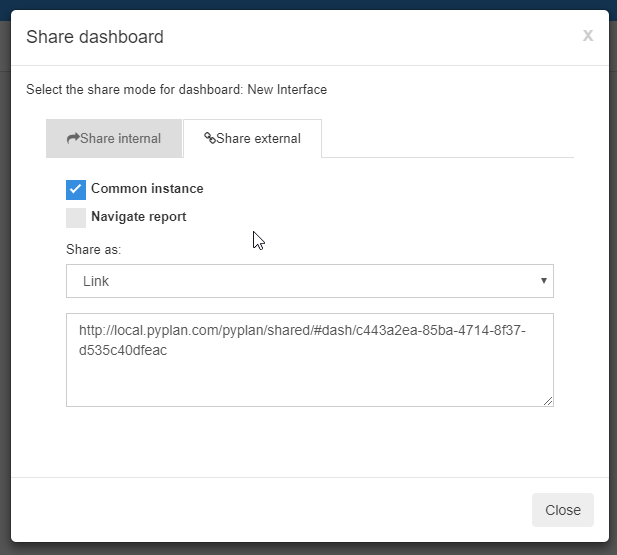 Share dashboard
x
Select the share mode for dashboard: New Interface
Share internal
Share external
Common instance
Navigate report
Share as:
Link
http://local.pyplan.com/pyplan/shared/#dash/c443a2ea-85ba-4714-8f37-
d535c40dfeac
Close